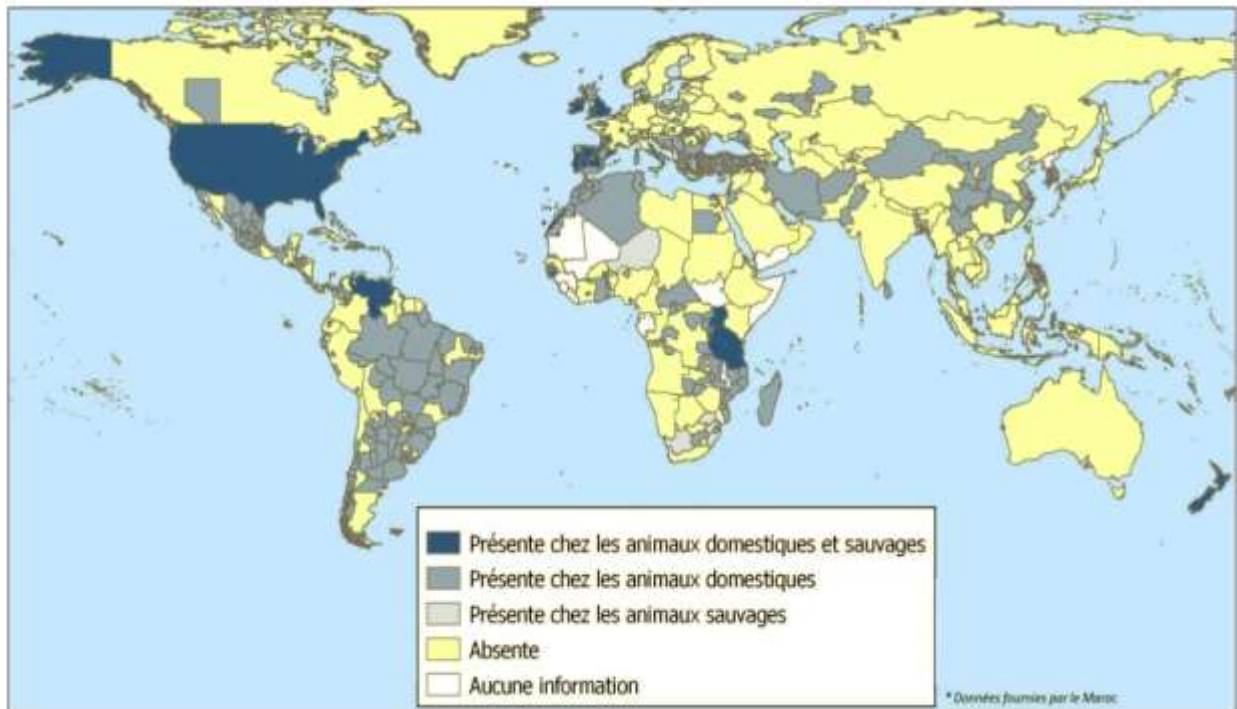 Présente chez les animaux domestiques et sauvages
Présente chez les animaux domestiques
Présente chez les animaux sauvages
Absente
Aucune information
* Données fournies par le Maroc